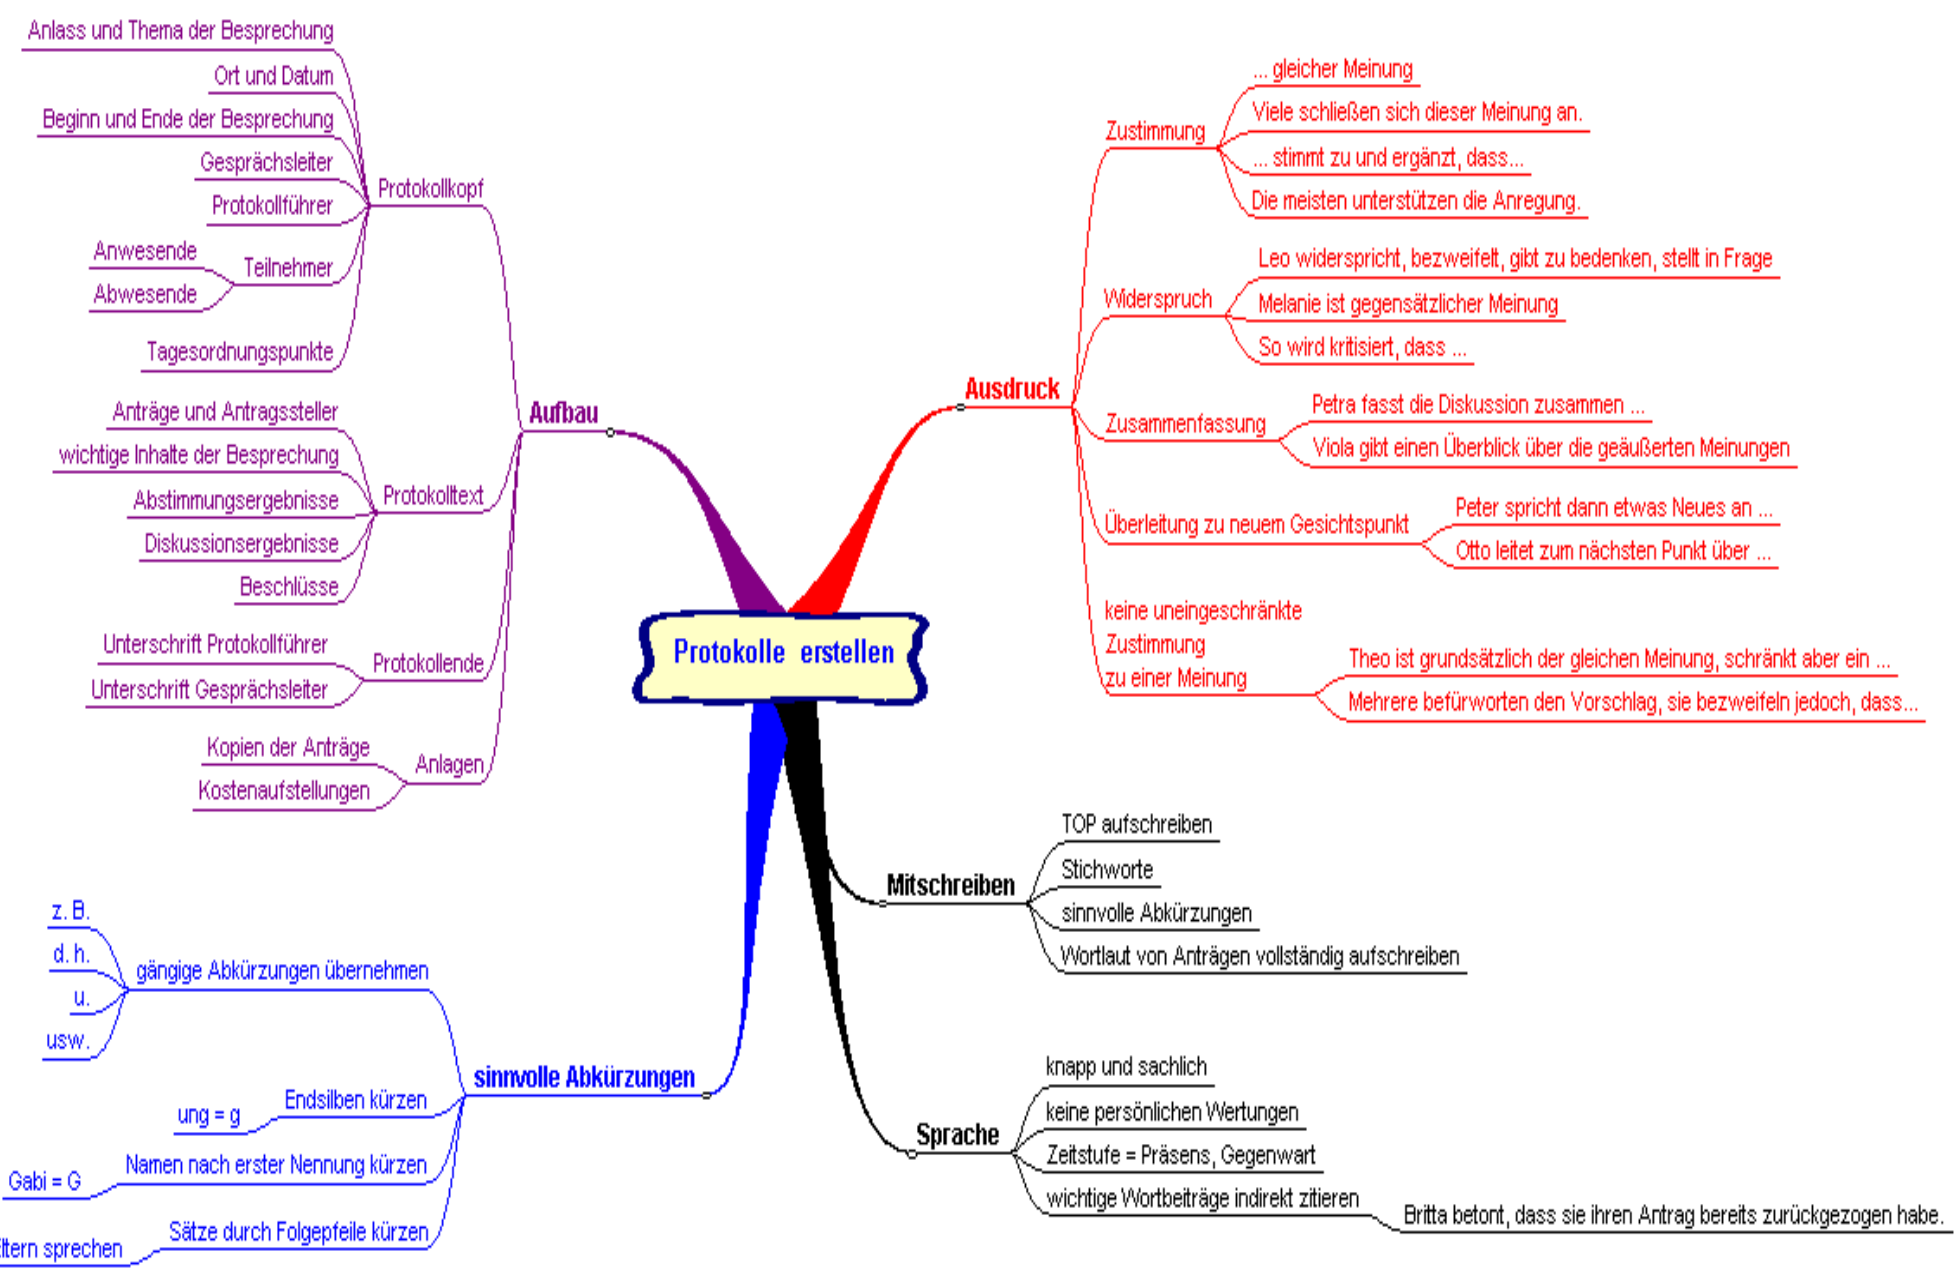 Protokolle erstellen
Aufbau
Protokollkopf
Anlass und Thema der Besprechung
Ort und Datum
Beginn und Ende der Besprechung
Gesprächsleiter
Protokollführer
Teilnehmer
Anwesende
Abwesende
Tagesordnungspunkte
Protokolltext
Anträge und Antragssteller
wichtige Inhalte der Besprechung
Abstimmungsergebnisse
Diskussionsergebnisse
Beschlüsse
Protokollende
Unterschrift Protokollführer
Unterschrift Gesprächsleiter
Anlagen
Kopien der Anträge
Kostenaufstellungen
Ausdruck
Zustimmung
... gleicher Meinung
Viele schließen sich dieser Meinung an.
... stimmt zu und ergänzt, dass...
Die meisten unterstützen die Anregung.
Widerspruch
Leo widerspricht, bezweifelt, gibt zu bedenken, stellt in Frage
Melanie ist gegensätzlicher Meinung
So wird kritisiert, dass ...
Zusammenfassung
Petra fasst die Diskussion zusammen ...
Viola gibt einen Überblick über die geäußerten Meinungen
Überleitung zu neuem Gesichtspunkt
Peter spricht dann etwas Neues an ...
Otto leitet zum nächsten Punkt über ...
keine uneingeschränkte
Zustimmung
zu einer Meinung
Theo ist grundsätzlich der gleichen Meinung, schränkt aber ein ...
Mehrere befürworten den Vorschlag, sie bezweifeln jedoch, dass...
Mitschreiben
TOP aufschreiben
Stichworte
sinnvolle Abkürzungen
Wortlaut von Anträgen vollständig aufschreiben
Sprache
knapp und sachlich
keine persönlichen Wertungen
Zeitstufe = Präsens, Gegenwart
wichtige Wortbeiträge indirekt zitieren
Britta betont, dass sie ihren Antrag bereits zurückgezogen habe.
sinnvolle Abkürzungen
gängige Abkürzungen übernehmen
z. B.
d. h.
u.
usw.
Endsilben kürzen
ung = g
Namen nach erster Nennung kürzen
Gabi = G
Sätze durch Folgepfeile kürzen
sprechen